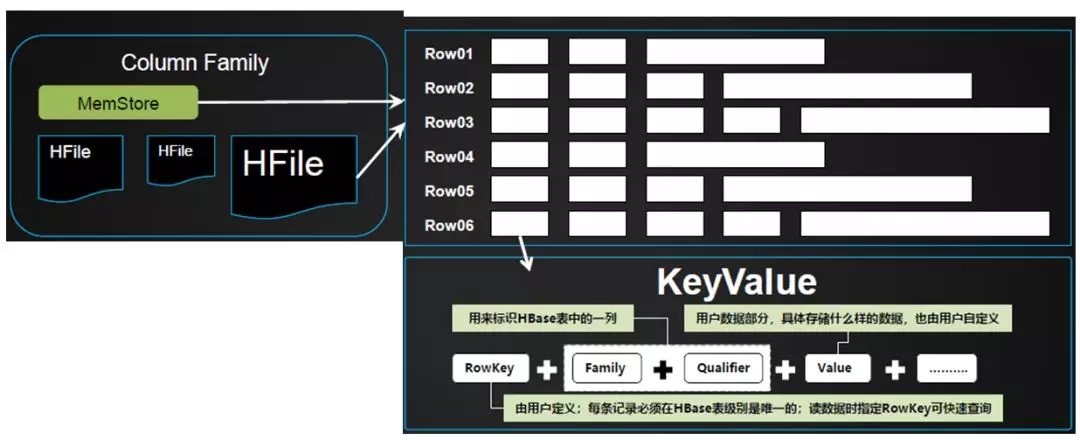 Column Family
MemStore
HFile
HFile
HFile
Row01
Row02
Row03
Row04
Row05
Row06
KeyValue
用来标识HBase表中的一列
用户数据部分，具体存储什么样的数据，也由用户自定义
RowKey + Family + Qualifier + Value + ..........
由用户定义；每条记录必须在HBase表级别是唯一的；读数据时指定RowKey可快速查询